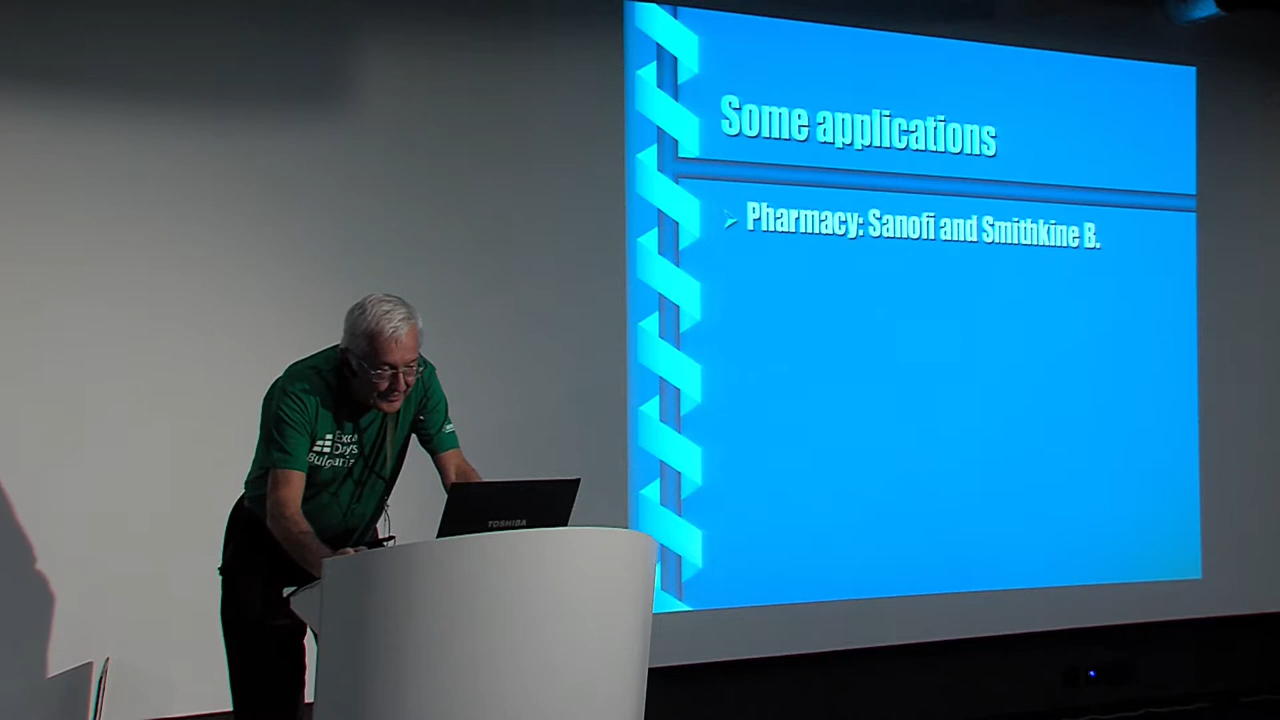 Some applications
Pharmacy: Sanofi and Smithkine B.
Excel
Days
Bulgaria
TOSHIBA